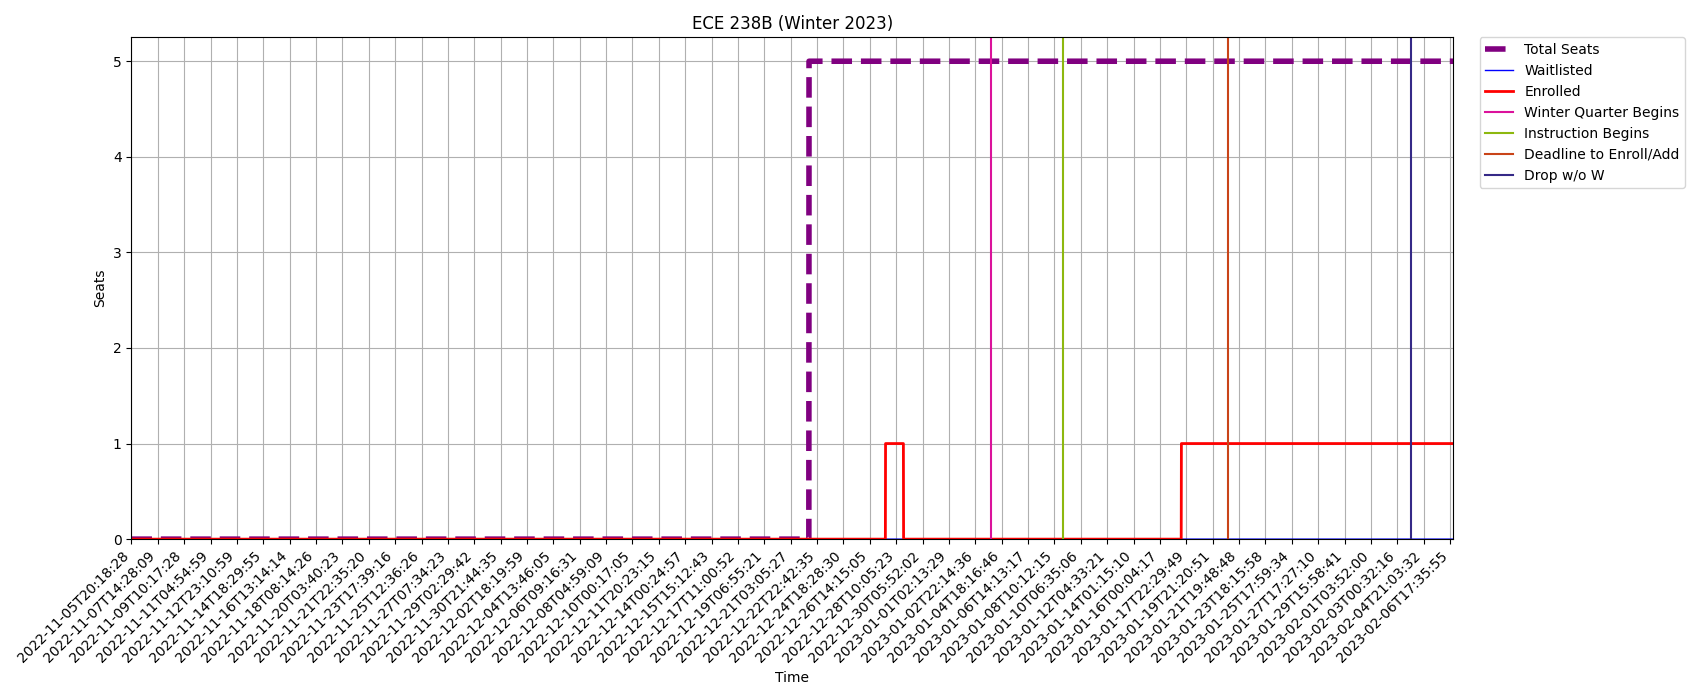 ECE 238B (Winter 2023)
5
4
3
2
1
0
Seats
2022-11-05T20:18:28
2022-11-07T14:28:09
2022-11-09T10:17:28
2022-11-11T04:54:59
2022-11-12T23:10:59
2022-11-14T18:29:55
2022-11-16T13:14:14
2022-11-18T08:14:26
2022-11-20T03:40:23
2022-11-21T22:35:20
2022-11-23T17:39:16
2022-11-25T12:36:26
2022-11-27T07:34:23
2022-11-29T02:29:42
2022-11-30T21:44:35
2022-12-02T18:19:59
2022-12-04T13:46:05
2022-12-06T09:16:31
2022-12-08T04:59:09
2022-12-10T00:17:05
2022-12-11T20:23:15
2022-12-14T00:24:57
2022-12-15T15:12:43
2022-12-17T11:00:52
2022-12-19T06:55:21
2022-12-21T03:05:27
2022-12-22T22:42:35
2022-12-24T18:28:30
2022-12-26T14:15:05
2022-12-28T10:05:23
2022-12-30T05:52:02
2023-01-01T02:13:29
2023-01-02T22:14:36
2023-01-04T18:16:46
2023-01-06T14:13:17
2023-01-08T10:12:15
2023-01-10T06:35:06
2023-01-12T04:33:21
2023-01-14T01:15:10
2023-01-16T00:04:17
2023-01-17T22:29:49
2023-01-19T21:20:51
2023-01-21T19:48:48
2023-01-23T18:15:58
2023-01-25T17:59:34
2023-01-27T17:27:10
2023-01-29T15:58:41
2023-02-01T03:52:00
2023-02-03T00:32:16
2023-02-04T21:03:32
2023-02-06T17:35:55
Time
Total Seats
Waitlisted
Enrolled
Winter Quarter Begins
Instruction Begins
Deadline to Enroll/Add
Drop w/o W